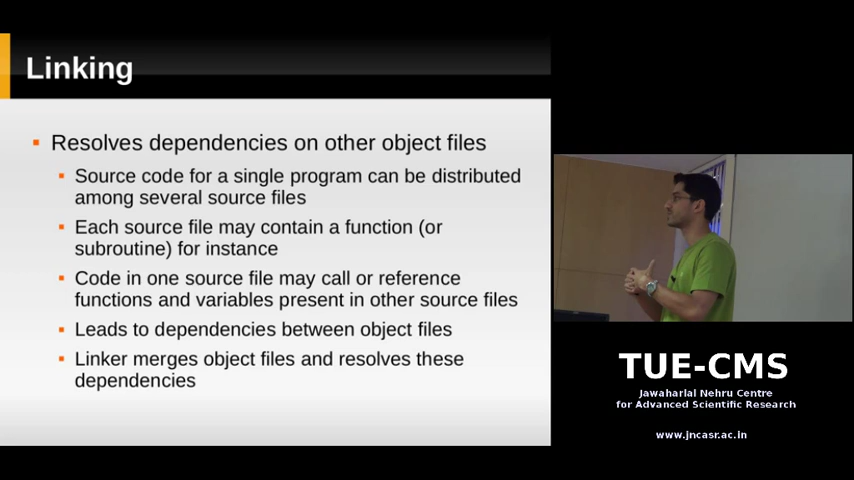 Linking
Resolves dependencies on other object files
Source code for a single program can be distributed
among several source files
Each source file may contain a function (or
subroutine) for instance
Code in one source file may call or reference
functions and variables present in other source files
Leads to dependencies between object files
Linker merges object files and resolves these
dependencies
TUE-CMS
Jawaharlal Nehru Centre
for Advanced Scientific Research
www.jncasr.ac.in